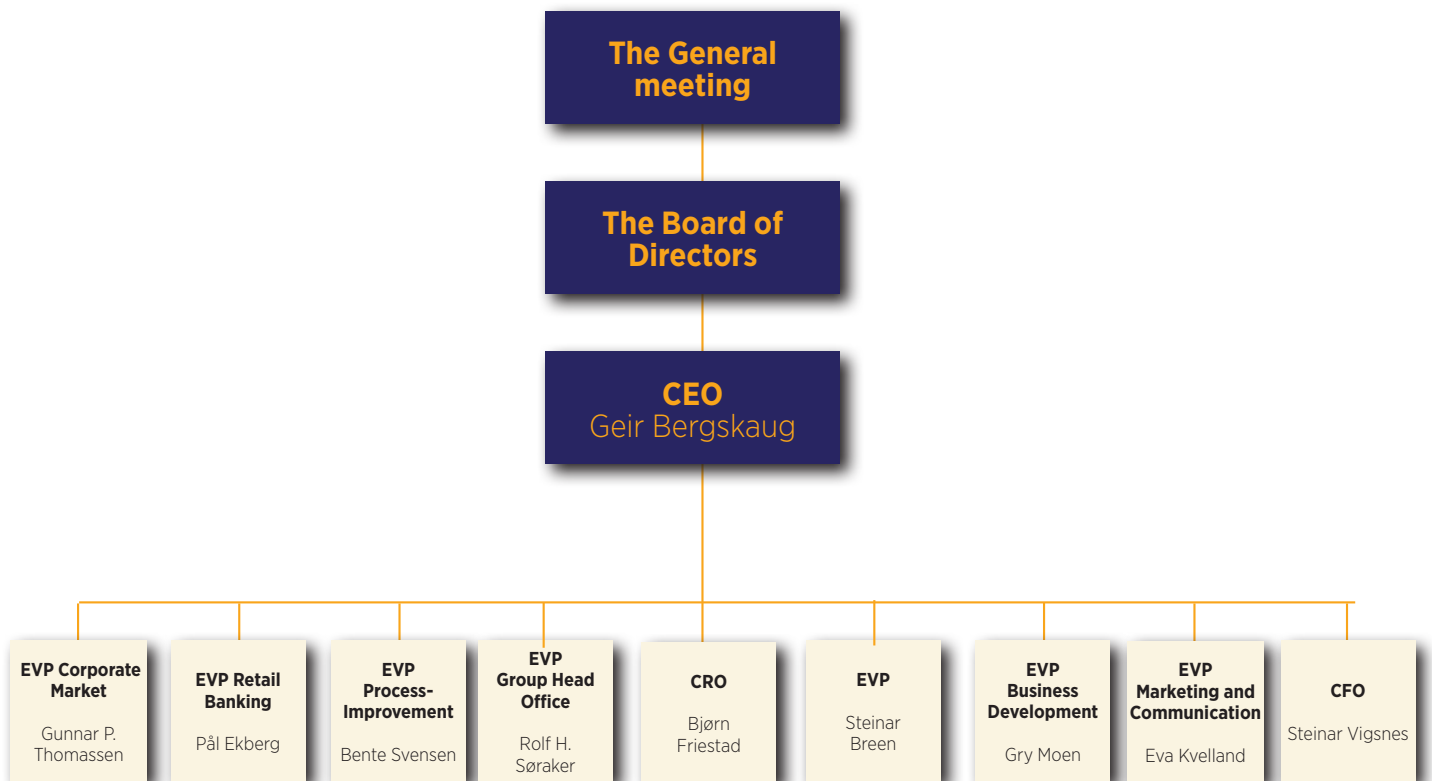 The General
meeting
The Board of
Directors
CEO
Geir Bergskaug
EVP Corporate
Market
Gunnar P.
Thomassen
EVP Retail
Banking
Pål Ekberg
EVP
Process-
Improvement
Bente Svensen
EVP
Group Head
Office
Rolf H.
Søraker
CRO
Bjørn
Friestad
EVP
Steinar
Breen
EVP
Business
Development
Gry Moen
EVP
Marketing and
Communication
Eva Kvelland
CFO
Steinar Vigsnes